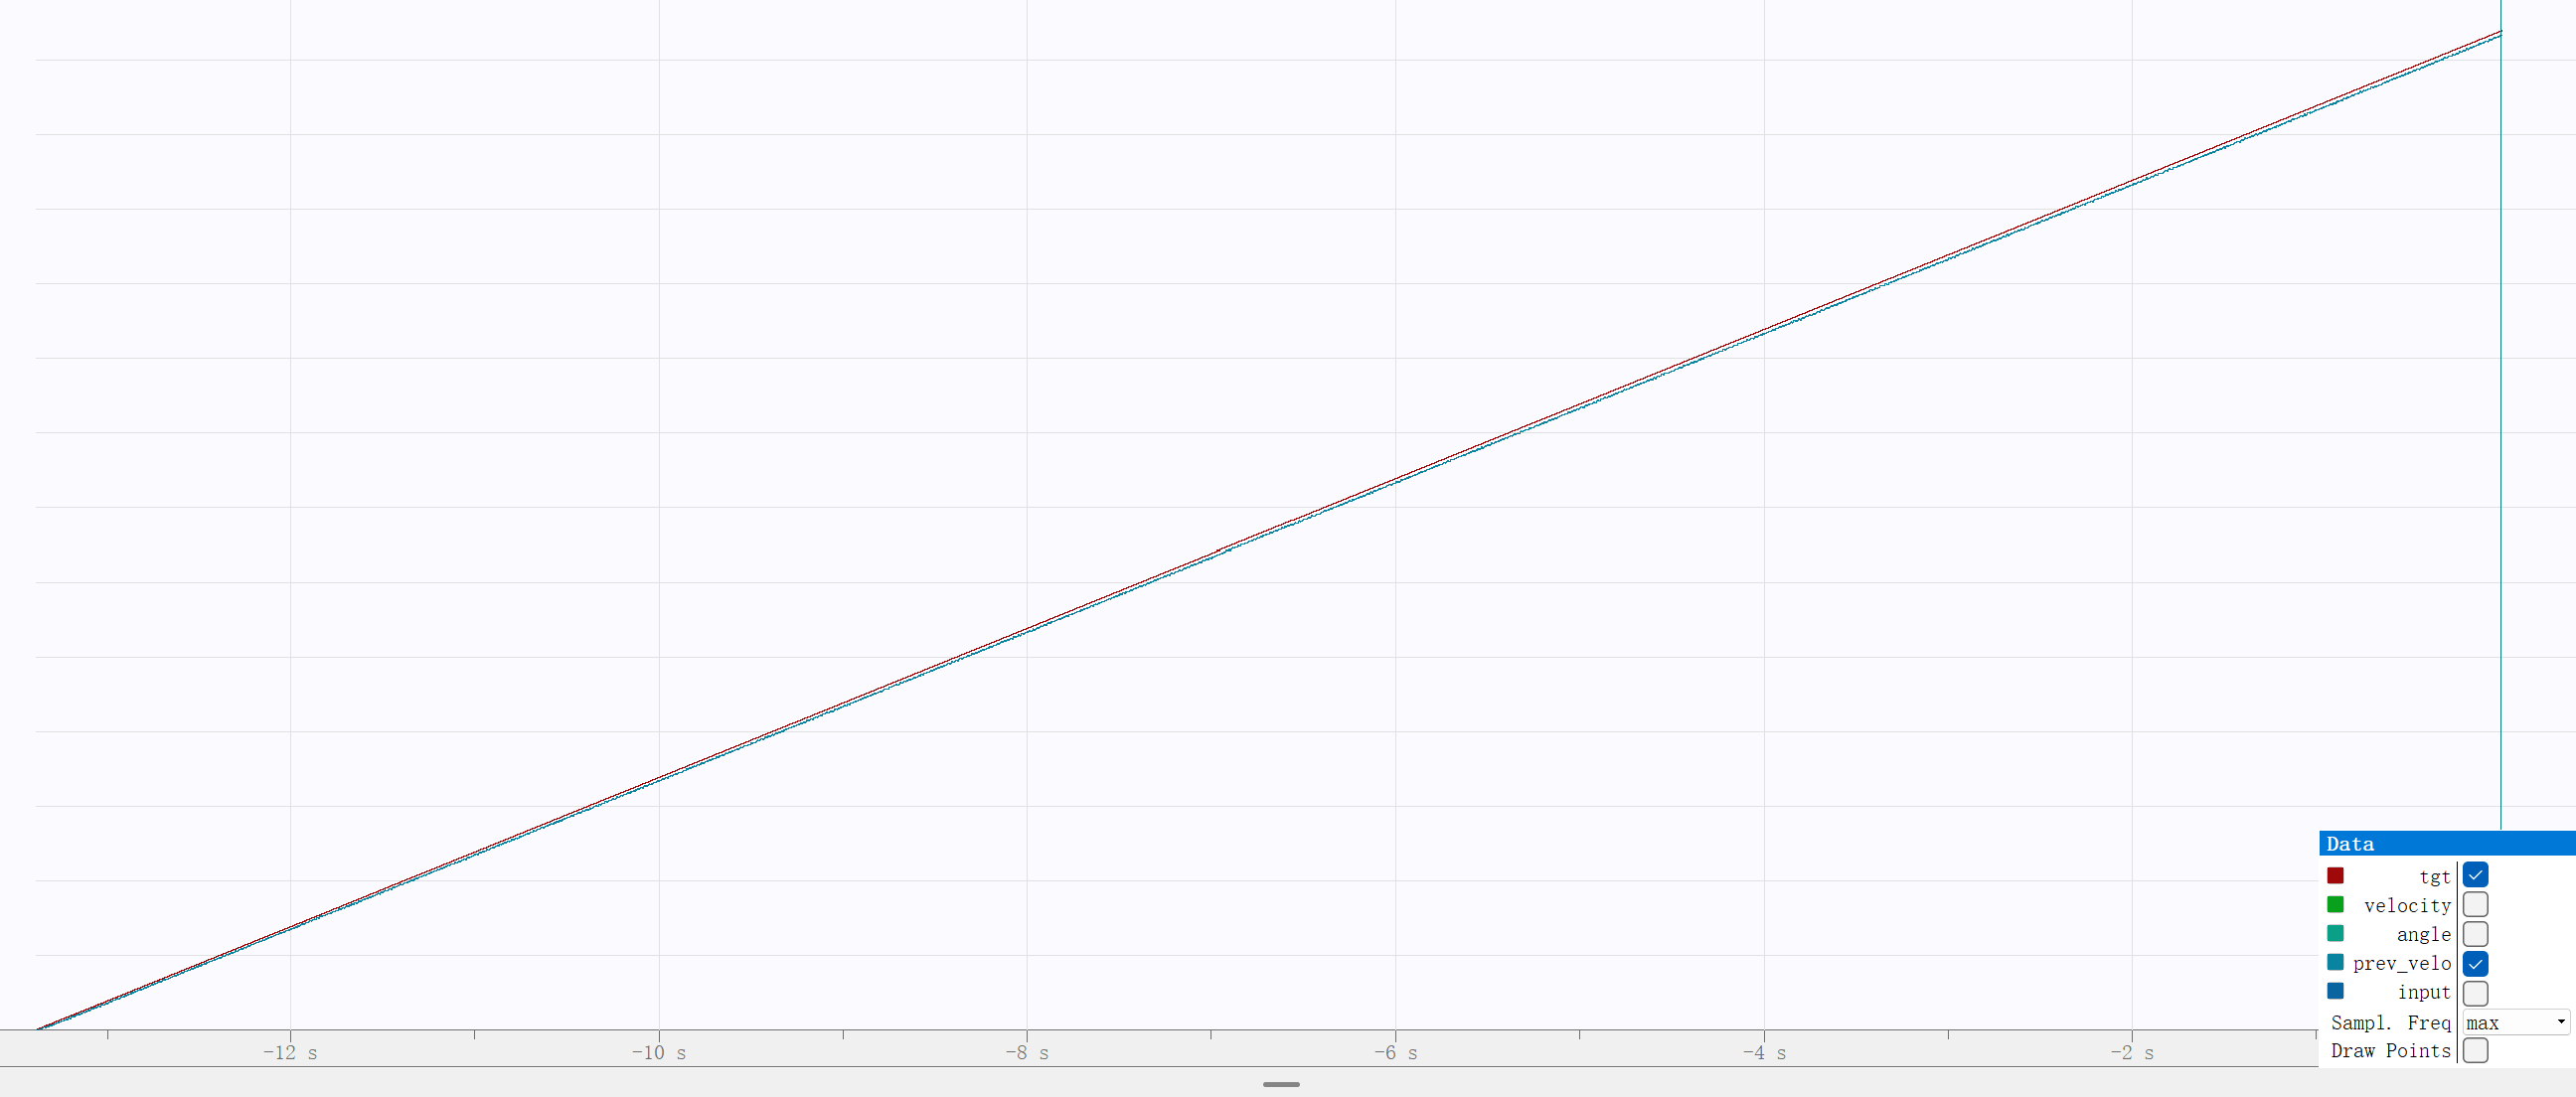 Data
tgt
velocity
angle
prev_velo
input
Sampl. Freq max
Draw Points
-12 s -10 s -8 s -6 s -4 s -2 s